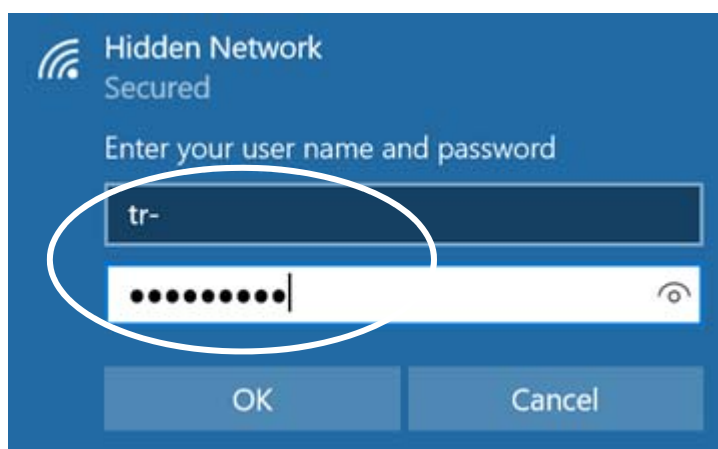 Hidden Network
Secured
Enter your user name and password
tr-
●●●●●●●●●
OK
Cancel